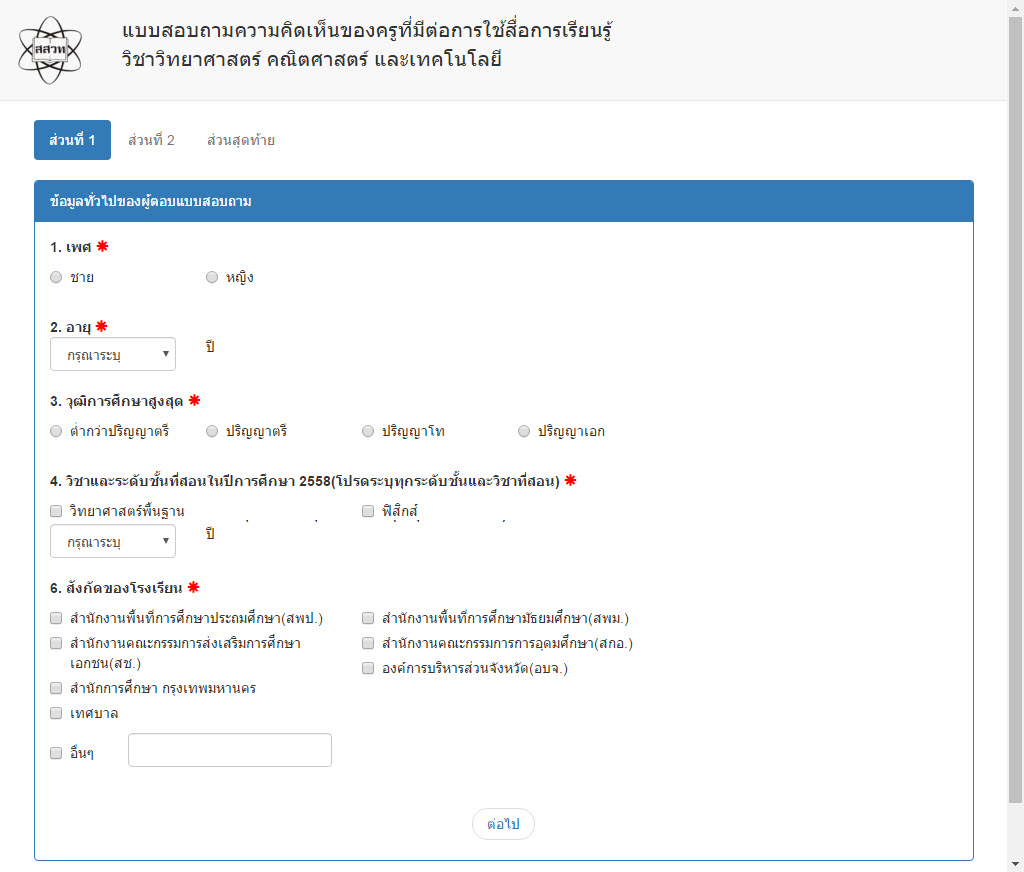 สสวท
แบบสอบถามความคิดเห็นของครูที่มีต่อการใช้สื่อการเรียนรู้
วิชาวิทยาศาสตร์ คณิตศาสตร์ และเทคโนโลยี
ส่วนที่ 1 ส่วนที่ 2 ส่วนสุดท้าย
ข้อมูลทั่วไปของผู้ตอบแบบสอบถาม
1. เพศ
ชาย หญิง
2. อายุ
กรุณาระบุ ปี
3. วุฒิการศึกษาสูงสุด
ต่ำกว่าปริญญาตรี ปริญญาตรี ปริญญาโท ปริญญาเอก
4. วิชาและระดับชั้นที่สอนในปีการศึกษา 2558(โปรดระบุทุกระดับชั้นและวิชาที่สอน)
วิทยาศาสตร์พื้นฐาน ฟิสิกส์
กรุณาระบุ ปี
6. สังกัดของโรงเรียน
สำนักงานพื้นที่การศึกษาประถมศึกษา(สพป.) สำนักงานพื้นที่การศึกษามัธยมศึกษา(สพม.)
สำนักงานคณะกรรมการส่งเสริมการศึกษา สำนักงานคณะกรรมการการอุดมศึกษา(สกอ.)
เอกชน(สช.) องค์การบริหารส่วนจังหวัด(อบจ.)
สำนักการศึกษา กรุงเทพมหานคร
เทศบาล
อื่นๆ
ต่อไป